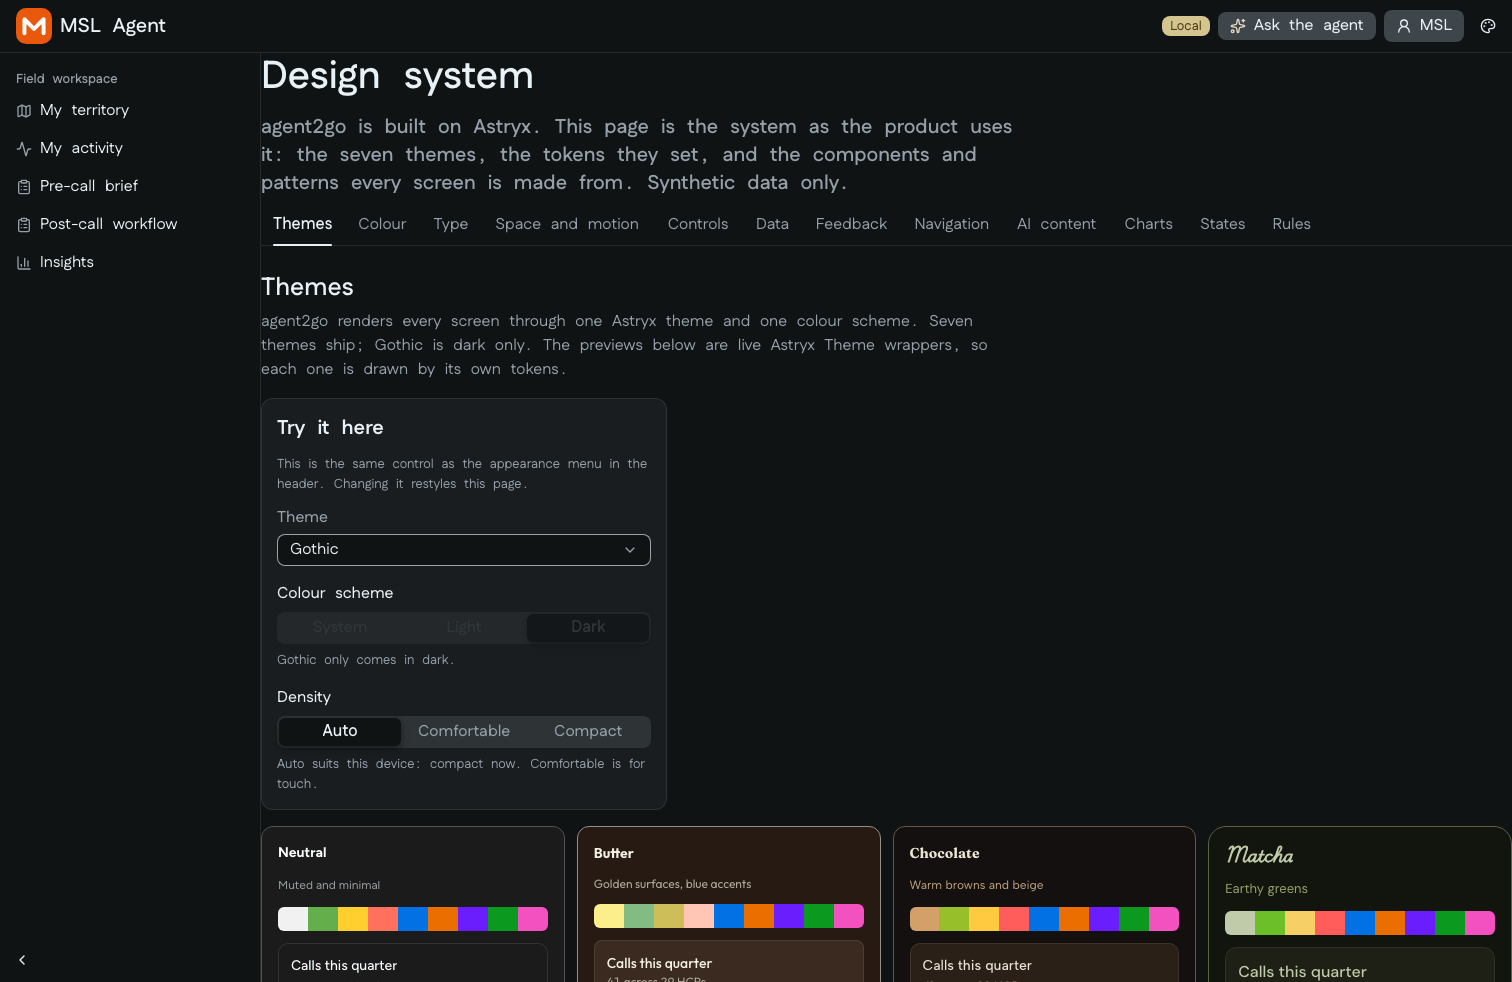 MSL Agent
Local
Ask the agent
MSL
Field workspace
My territory
My activity
Pre-call brief
Post-call workflow
Insights
Design system
agent2go is built on Astryx. This page is the system as the product uses
it: the seven themes, the tokens they set, and the components and
patterns every screen is made from. Synthetic data only.
Themes Colour Type Space and motion Controls Data Feedback Navigation AI content Charts States Rules
Themes
agent2go renders every screen through one Astryx theme and one colour scheme. Seven
themes ship; Gothic is dark only. The previews below are live Astryx Theme wrappers, so
each one is drawn by its own tokens.
Try it here
This is the same control as the appearance menu in the
header. Changing it restyles this page.
Theme
Gothic
Colour scheme
System Light Dark
Gothic only comes in dark.
Density
Auto Comfortable Compact
Auto suits this device: compact now. Comfortable is for
touch.
Neutral
Muted and minimal
Calls this quarter
Butter
Golden surfaces, blue accents
Calls this quarter
Chocolate
Warm browns and beige
Calls this quarter
Matcha
Earthy greens
Calls this quarter